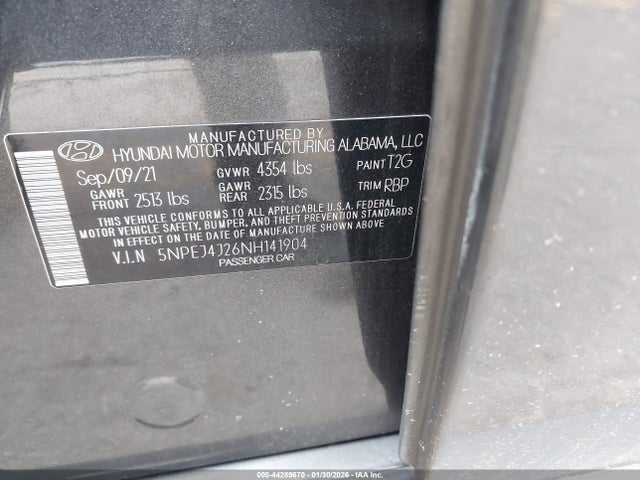 MANUFACTURED BY
HYUNDAI MOTOR MANUFACTURING ALABAMA, LLC
Sep/09/21 GVWR 4354 lbs PAINT T2G
GAWR FRONT 2513 lbs GAWR REAR 2315 lbs TRIM RBP
THIS VEHICLE CONFORMS TO ALL APPLICABLE U.S.A. FEDERAL
MOTOR VEHICLE SAFETY, BUMPER, AND THEFT PREVENTION STANDARDS
IN EFFECT ON THE DATE OF MANUFACTURE SHOWN ABOVE.
V.I.N 5NPEJ4J26NH141904
PASSENGER CAR
000-44289670 - 01/30/2026 - IAAI.COM